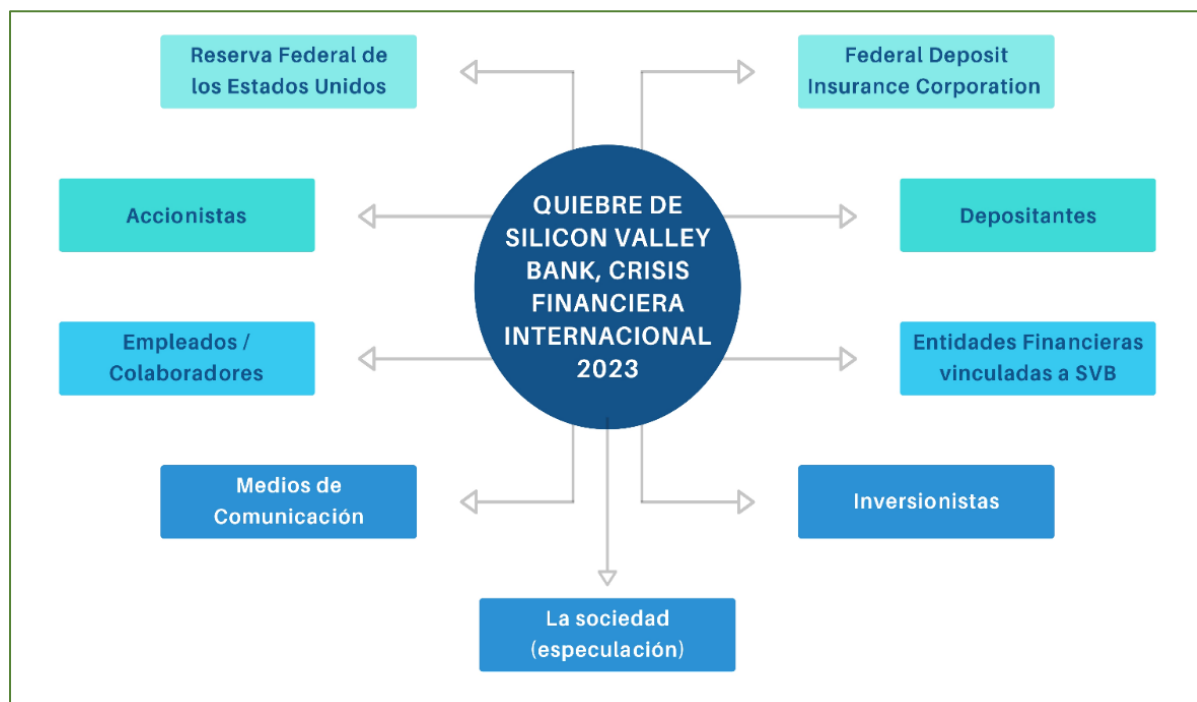 Reserva Federal de
los Estados Unidos
Federal Deposit
Insurance Corporation
Accionistas
QUIEBRE DE
SILICON VALLEY
BANK, CRISIS
FINANCIERA
INTERNACIONAL
2023
Depositantes
Empleados /
Colaboradores
Entidades Financieras
vinculadas a SVB
Medios de
Comunicación
Inversionistas
La sociedad
(especulación)